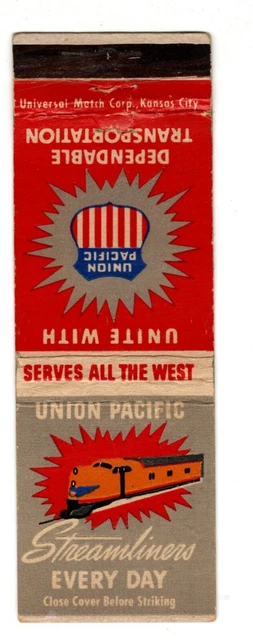 Universal Match Corp., Kansas City
UNITE WITH
UNION
PACIFIC
DEPENDABLE
TRANSPORTATION
SERVES ALL THE WEST
UNION PACIFIC
Streamliners
EVERY DAY
Close Cover Before Striking